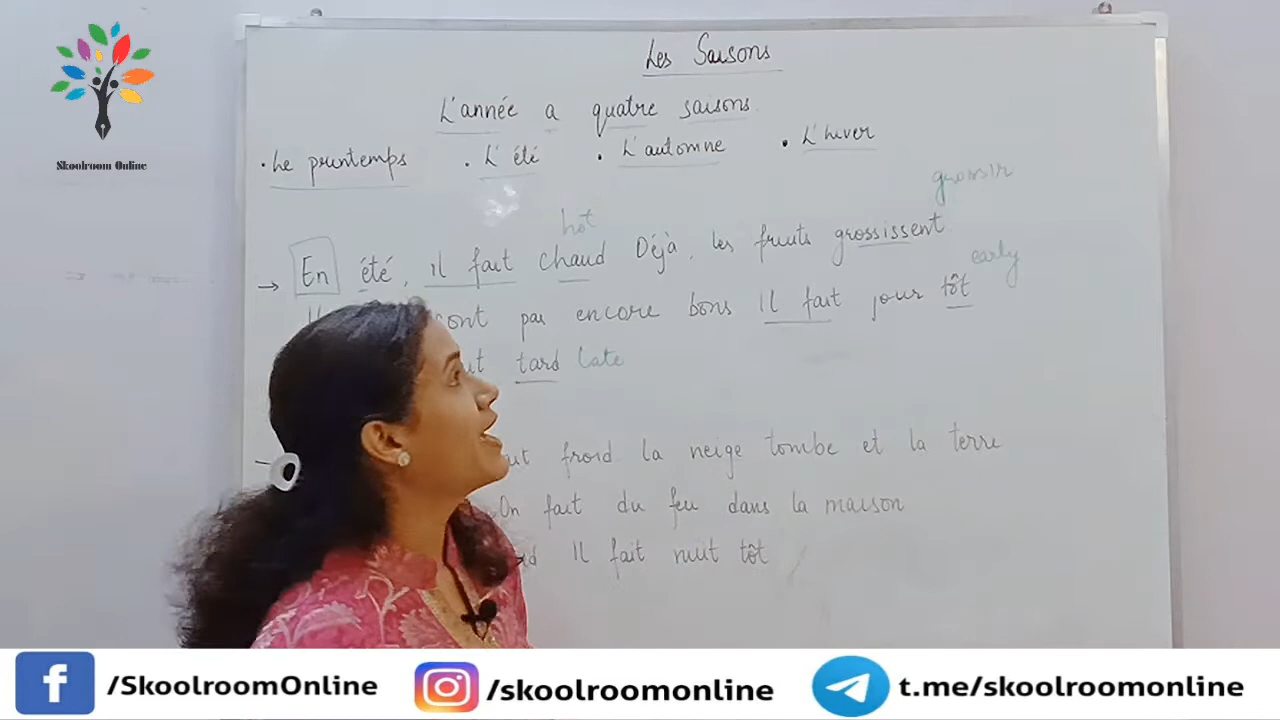 Skoolroom Online
Les Saisons
L'année a quatre saisons
• Le printemps • L'été • L'automne • L'hiver
grossir
hot
→ En été, il fait chaud Déjà, les fruits grossissent
early
pas encore bons Il fait jour tôt
tard late
froid la neige tombe et la terre
On fait du feu dans la maison
Il fait nuit tôt
f /SkoolroomOnline /skoolroomonline t.me/skoolroomonline